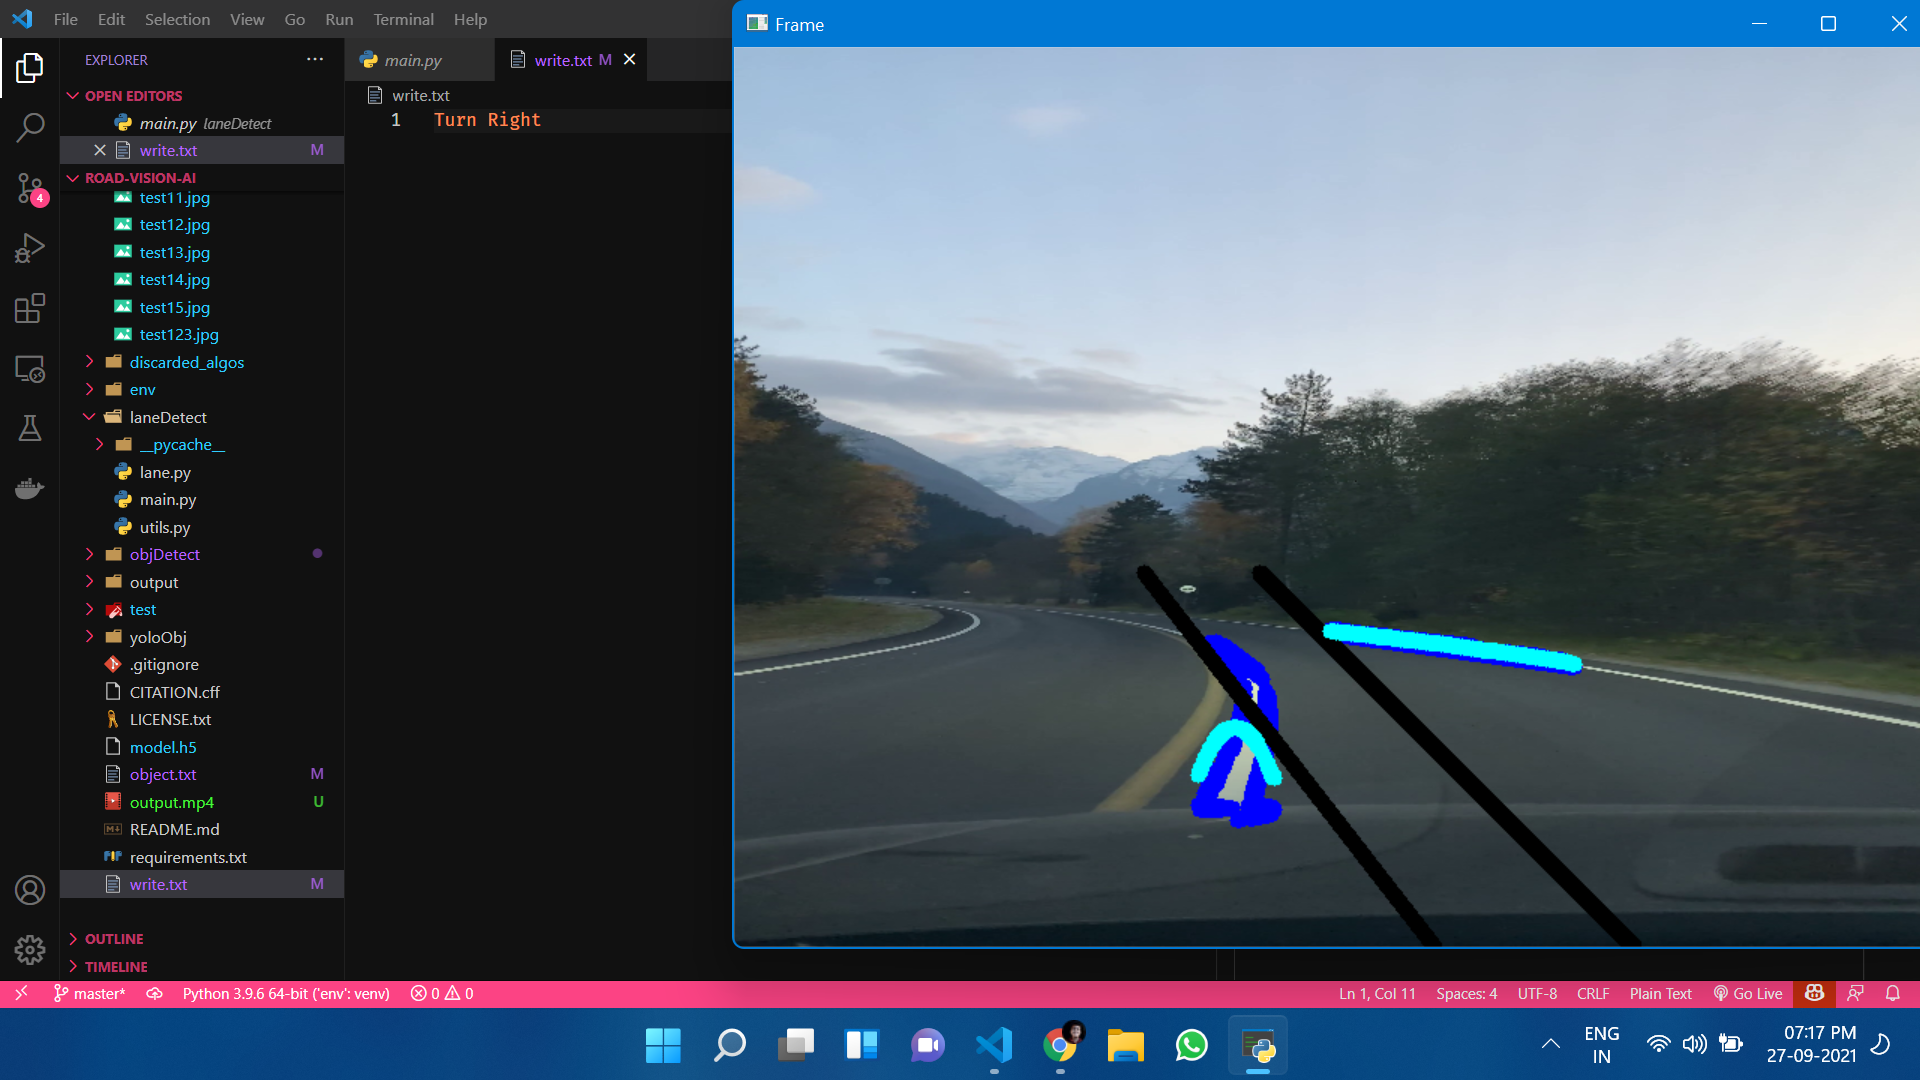 File Edit Selection View Go Run Terminal Help
Frame
EXPLORER
main.py
write.txt M
OPEN EDITORS
main.py laneDetect
write.txt M
write.txt
1 Turn Right
ROAD-VISION-AI
test11.jpg
test12.jpg
test13.jpg
test14.jpg
test15.jpg
test123.jpg
discarded_algos
env
laneDetect
__pycache__
lane.py
main.py
utils.py
objDetect
output
test
yoloObj
.gitignore
CITATION.cff
LICENSE.txt
model.h5
object.txt M
output.mp4 U
README.md
requirements.txt
write.txt M
OUTLINE
TIMELINE
4
master* Python 3.9.6 64-bit ('env': venv) 0 0 Ln 1, Col 11 Spaces: 4 UTF-8 CRLF Plain Text Go Live
ENG
IN
07:17 PM
27-09-2021